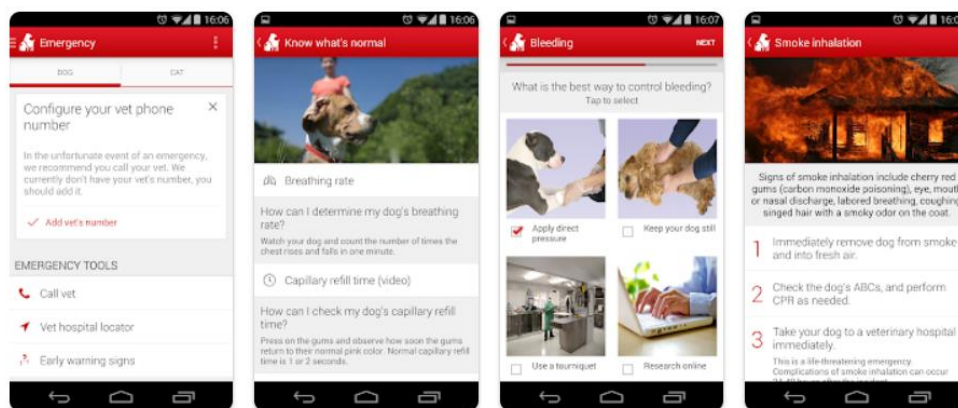 16:06
Emergency
DOG
CAT
Configure your vet phone
number
In the unfortunate event of an emergency,
we recommend you call your vet. We
currently don't have your vet's number, you
should add it.
Add vet's number
EMERGENCY TOOLS
Call vet
Vet hospital locator
Early warning signs
16:06
Know what's normal
Breathing rate
How can I determine my dog's breathing
rate?
Watch your dog and count the number of times the
chest rises and falls in one minute.
Capillary refill time (video)
How can I check my dog's capillary refill
time?
Press on the gums and observe how soon the gums
return to their normal pink color. Normal capillary refill
time is 1 or 2 seconds.
16:07
Bleeding
NEXT
What is the best way to control bleeding?
Tap to select
Apply direct
pressure
Keep your dog still
Use a tourniquet
Research online
Smoke inhalation
Signs of smoke inhalation include cherry red
gums (carbon monoxide poisoning), eye, mouth
or nasal discharge, labored breathing, coughing
singed hair with a smoky odor on the coat.
1 Immediately remove dog from smoke
and into fresh air.
2 Check the dog's ABCs, and perform
CPR as needed.
3 Take your dog to a veterinary hospital
immediately.
This is a life-threatening emergency.
Complications of smoke inhalation can occur